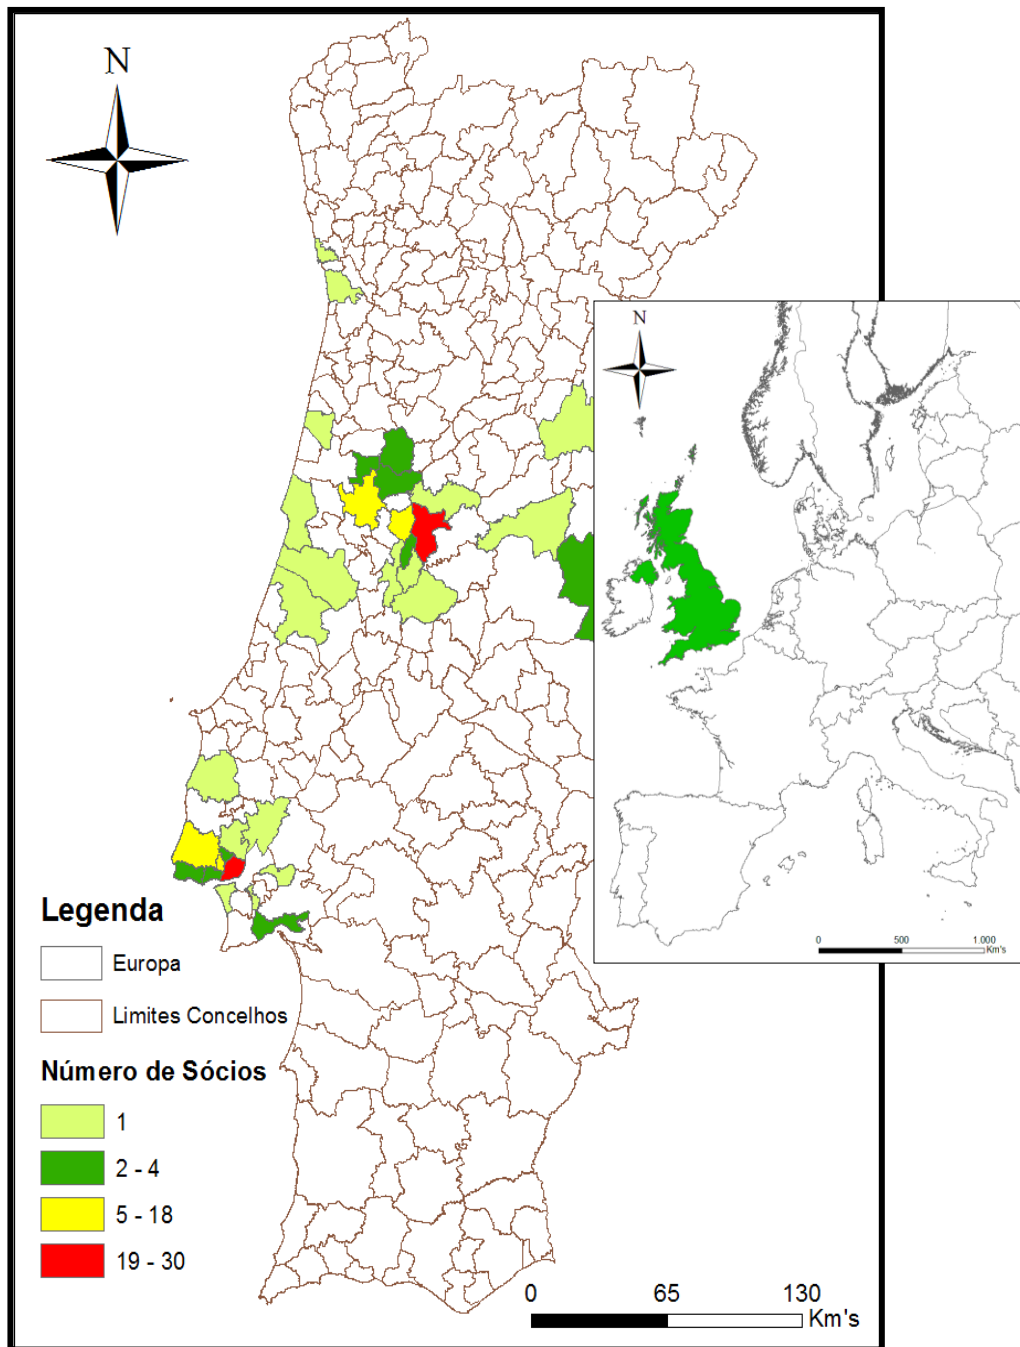 N
N
0 500 1.000
Km's
Legenda
Europa
Limites Concelhos
Número de Sócios
1
2 - 4
5 - 18
19 - 30
0 65 130
Km's